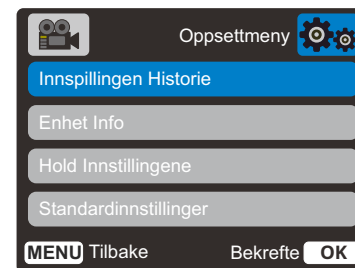 Oppsettmeny
Innspillingen Historie
Enhet Info
Hold Innstillingene
Standardinnstillinger
MENU Tilbake Bekrefte OK